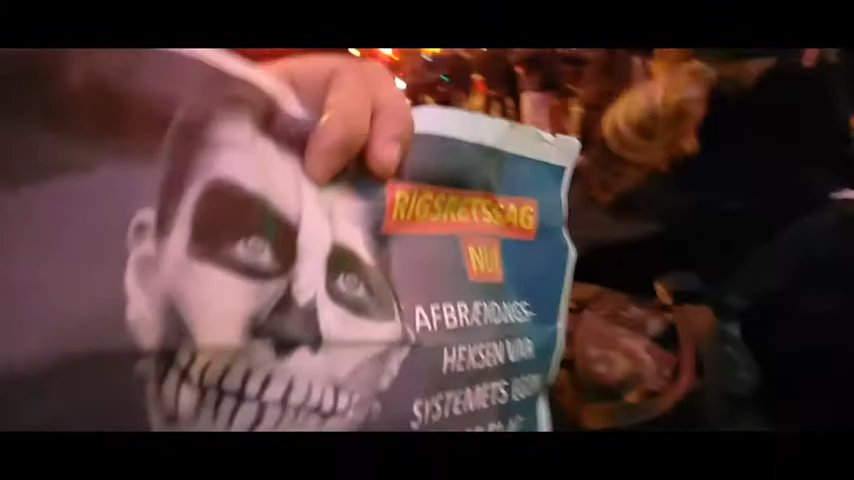 RIGSRETSSAG
NU!
AFBRÆNDINGS-
HEKSEN VAR
SYSTEMETS